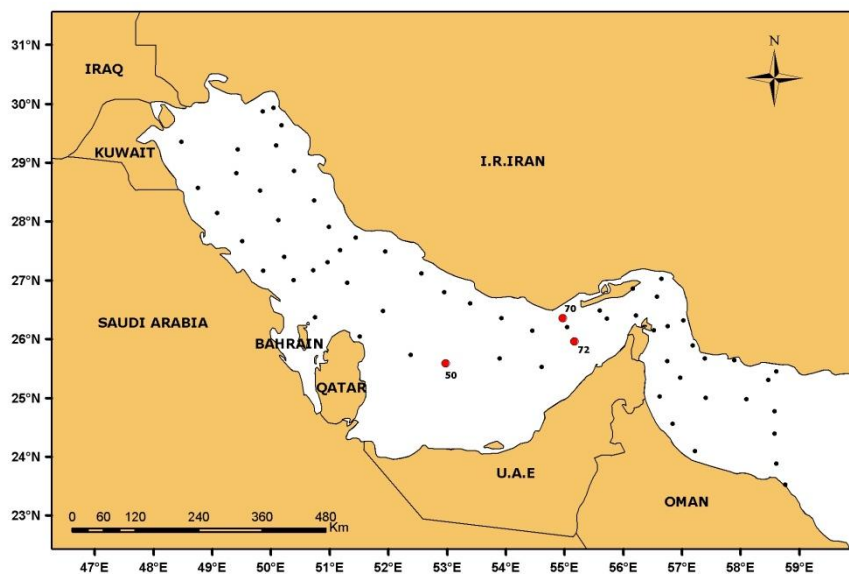 N
31°N
IRAQ
30°N
29°N
KUWAIT
I.R.IRAN
28°N
27°N
70
SAUDI ARABIA
26°N
BAHRAIN
72
50
QATAR
25°N
24°N
U.A.E
OMAN
23°N
0 60 120 240 360 480
Km
47°E 48°E 49°E 50°E 51°E 52°E 53°E 54°E 55°E 56°E 57°E 58°E 59°E